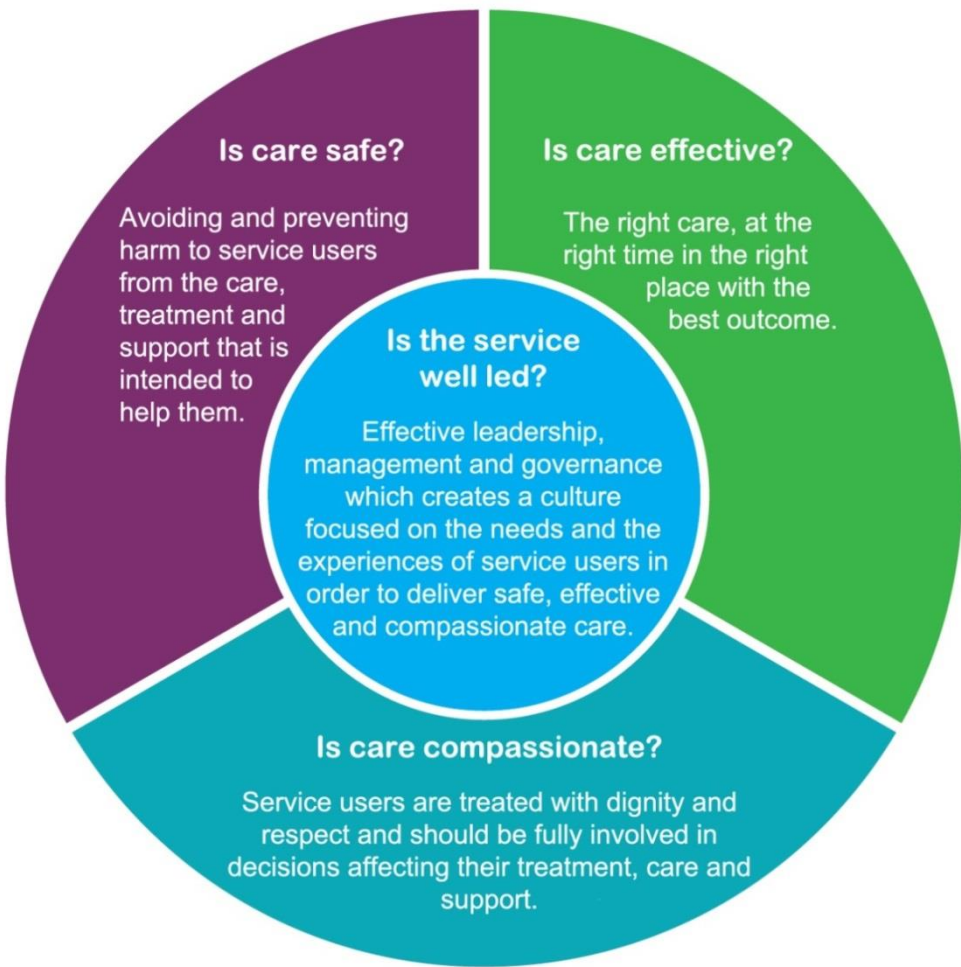 Is care safe?
Avoiding and preventing
harm to service users
from the care,
treatment and
support that is
intended to
help them.
Is care effective?
The right care, at the
right time in the right
place with the
best outcome.
Is the service
well led?
Effective leadership,
management and governance
which creates a culture
focused on the needs and the
experiences of service users in
order to deliver safe, effective
and compassionate care.
Is care compassionate?
Service users are treated with dignity and
respect and should be fully involved in
decisions affecting their treatment, care and
support.